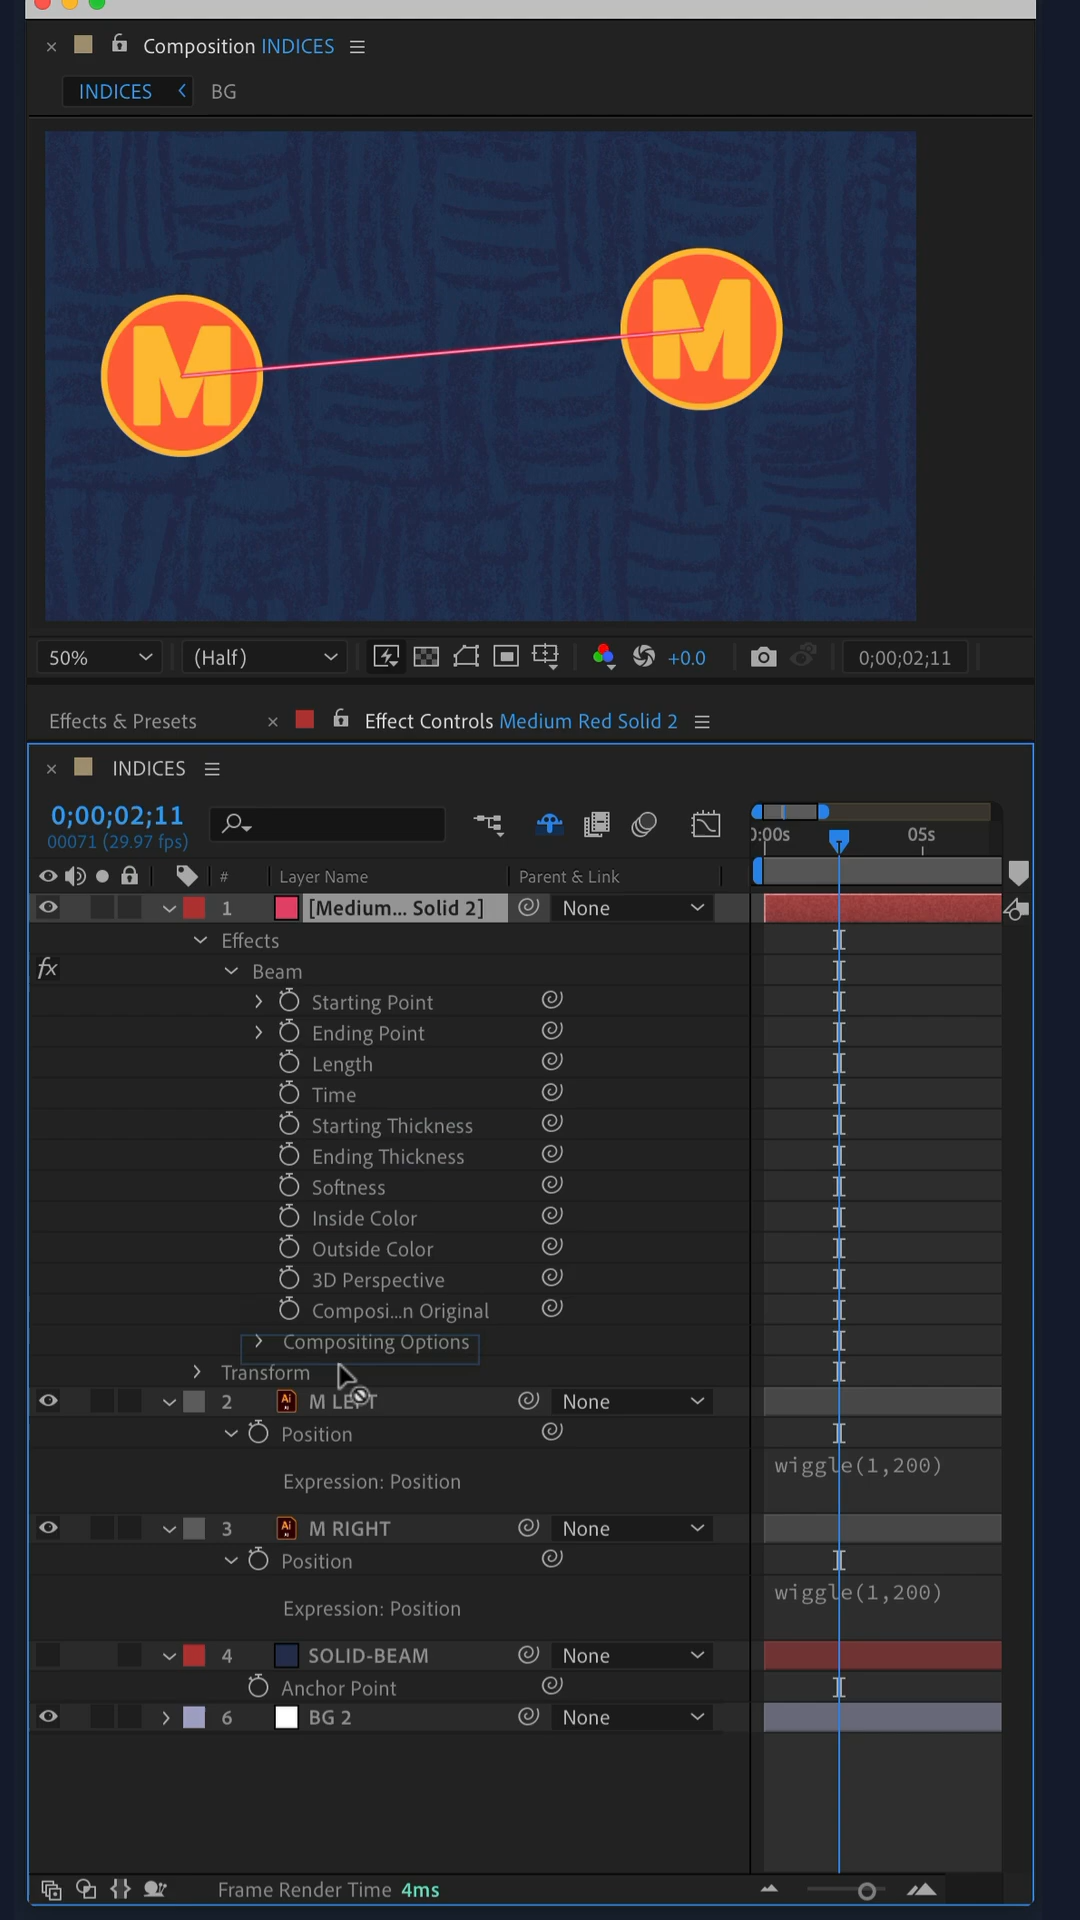 Composition INDICES
INDICES BG
M
M
50% (Half) +0.0 0;00;02;11
Effects & Presets Effect Controls Medium Red Solid 2
INDICES
0;00;02;11
00071 (29.97 fps)
0:00s 05s
# Layer Name Parent & Link
1 [Medium... Solid 2] None
Effects
fx Beam
Starting Point
Ending Point
Length
Time
Starting Thickness
Ending Thickness
Softness
Inside Color
Outside Color
3D Perspective
Composi...n Original
Compositing Options
Transform
2 Ai M LEFT None
Position
wiggle(1,200)
Expression: Position
3 Ai M RIGHT None
Position
wiggle(1,200)
Expression: Position
4 SOLID-BEAM None
Anchor Point
6 BG 2 None
Frame Render Time 4ms